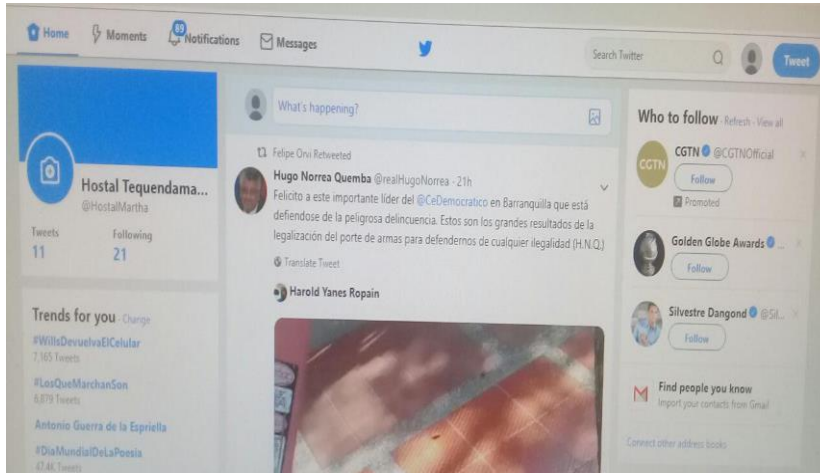 Home
Moments
89
Notifications
Messages
Search Twitter
Tweet
Hostal Tequendama...
@HostalMartha
Tweets
Following
11
21
Trends for you · Change
#WillsDevuelvaElCelular
7,165 Tweets
#LosQueMarchanSon
6,879 Tweets
Antonio Guerra de la Espriella
#DiaMundialDeLaPoesia
47.4K Tweets
What's happening?
Felipe Orvi Retweeted
Hugo Norrea Quemba @realHugoNorrea · 21h
Felicito a este importante líder del @CeDemocratico en Barranquilla que está
defiendose de la peligrosa delincuencia. Estos son los grandes resultados de la
legalización del porte de armas para defendernos de cualquier ilegalidad (H.N.Q.)
Translate Tweet
Harold Yanes Ropain
Who to follow · Refresh · View all
CGTN
CGTN @CGTNOfficial
Follow
Promoted
Golden Globe Awards ...
Follow
Silvestre Dangond @Sil...
Follow
Find people you know
Import your contacts from Gmail
Connect other address books